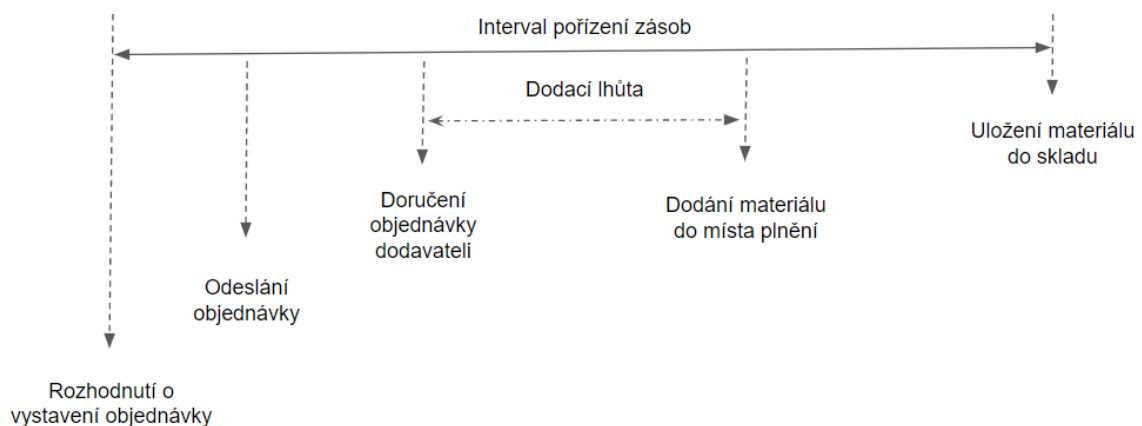 Interval pořízení zásob
Dodací lhůta
Uložení materiálu
do skladu
Doručení
objednávky
dodavateli
Dodání materiálu
do místa plnění
Odeslání
objednávky
Rozhodnutí o
vystavení objednávky